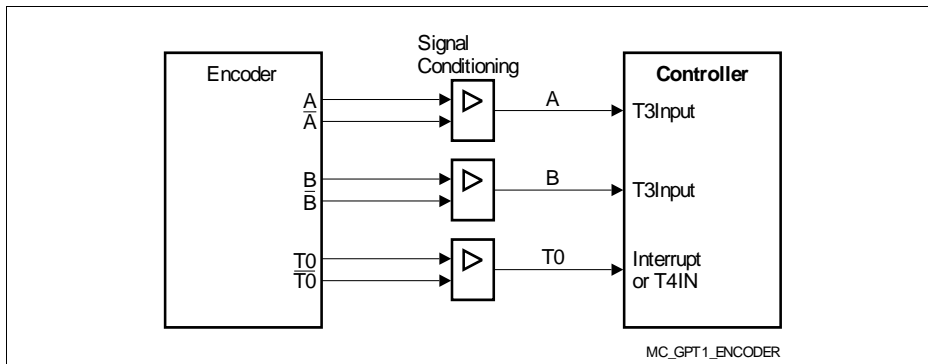 Signal
Conditioning
Encoder
Controller
A
A
A
T3Input
B
B
B
T3Input
T0
T0
T0
Interrupt
or T4IN
MC_GPT1_ENCODER